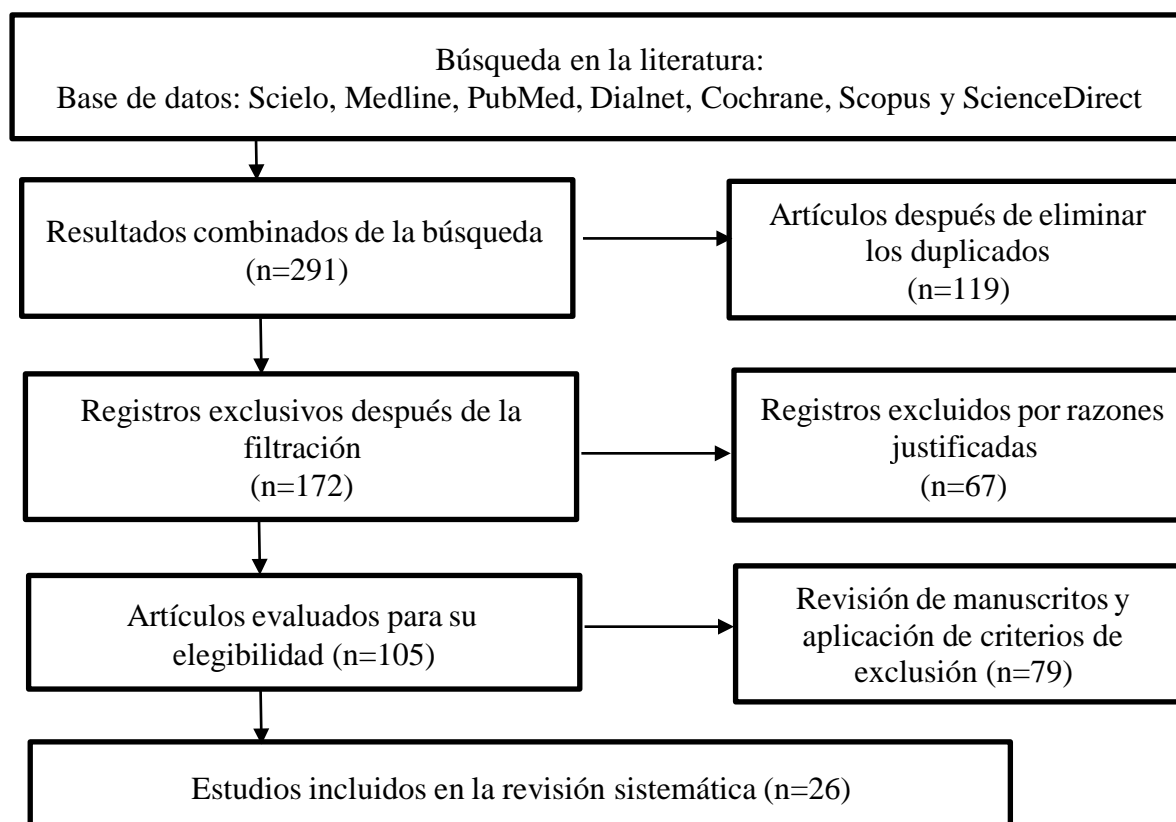 Búsqueda en la literatura:
Base de datos: Scielo, Medline, PubMed, Dialnet, Cochrane, Scopus y ScienceDirect
Resultados combinados de la búsqueda
(n=291)
Artículos después de eliminar
los duplicados
(n=119)
Registros exclusivos después de la
filtración
(n=172)
Registros excluidos por razones
justificadas
(n=67)
Artículos evaluados para su
elegibilidad (n=105)
Revisión de manuscritos y
aplicación de criterios de
exclusión (n=79)
Estudios incluidos en la revisión sistemática (n=26)